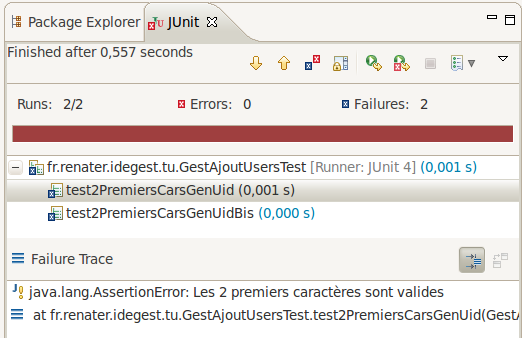 Package Explorer JUnit
Finished after 0,557 seconds
Runs: 2/2 Errors: 0 Failures: 2
fr.renater.idegest.tu.GestAjoutUsersTest [Runner: JUnit 4] (0,001 s)
test2PremiersCarsGenUid (0,001 s)
test2PremiersCarsGenUidBis (0,000 s)
Failure Trace
java.lang.AssertionError: Les 2 premiers caractères sont valides
at fr.renater.idegest.tu.GestAjoutUsersTest.test2PremiersCarsGenUid(GestA